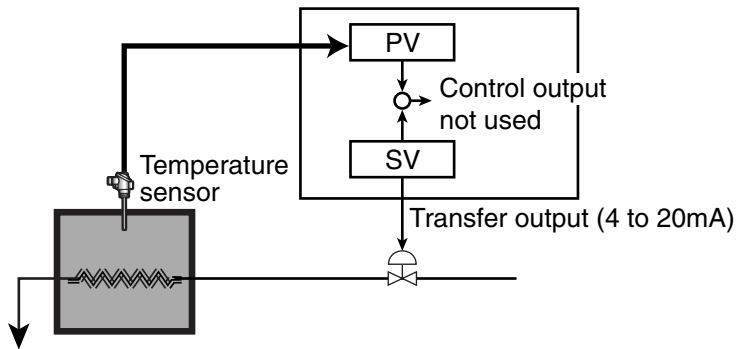 PV
Control output
not used
SV
Temperature
sensor
Transfer output (4 to 20mA)